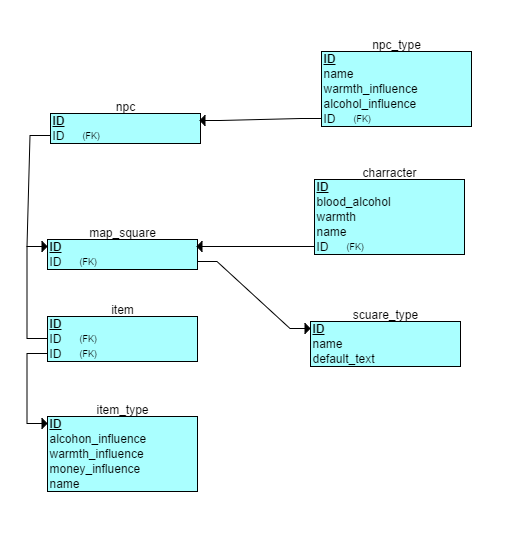 npc_type
ID
name
warmth_influence
alcohol_influence
ID (FK)
npc
ID
ID (FK)
charracter
ID
blood_alcohol
warmth
name
ID (FK)
map_square
ID
ID (FK)
item
ID
ID (FK)
ID (FK)
scuare_type
ID
name
default_text
item_type
ID
alcohon_influence
warmth_influence
money_influence
name